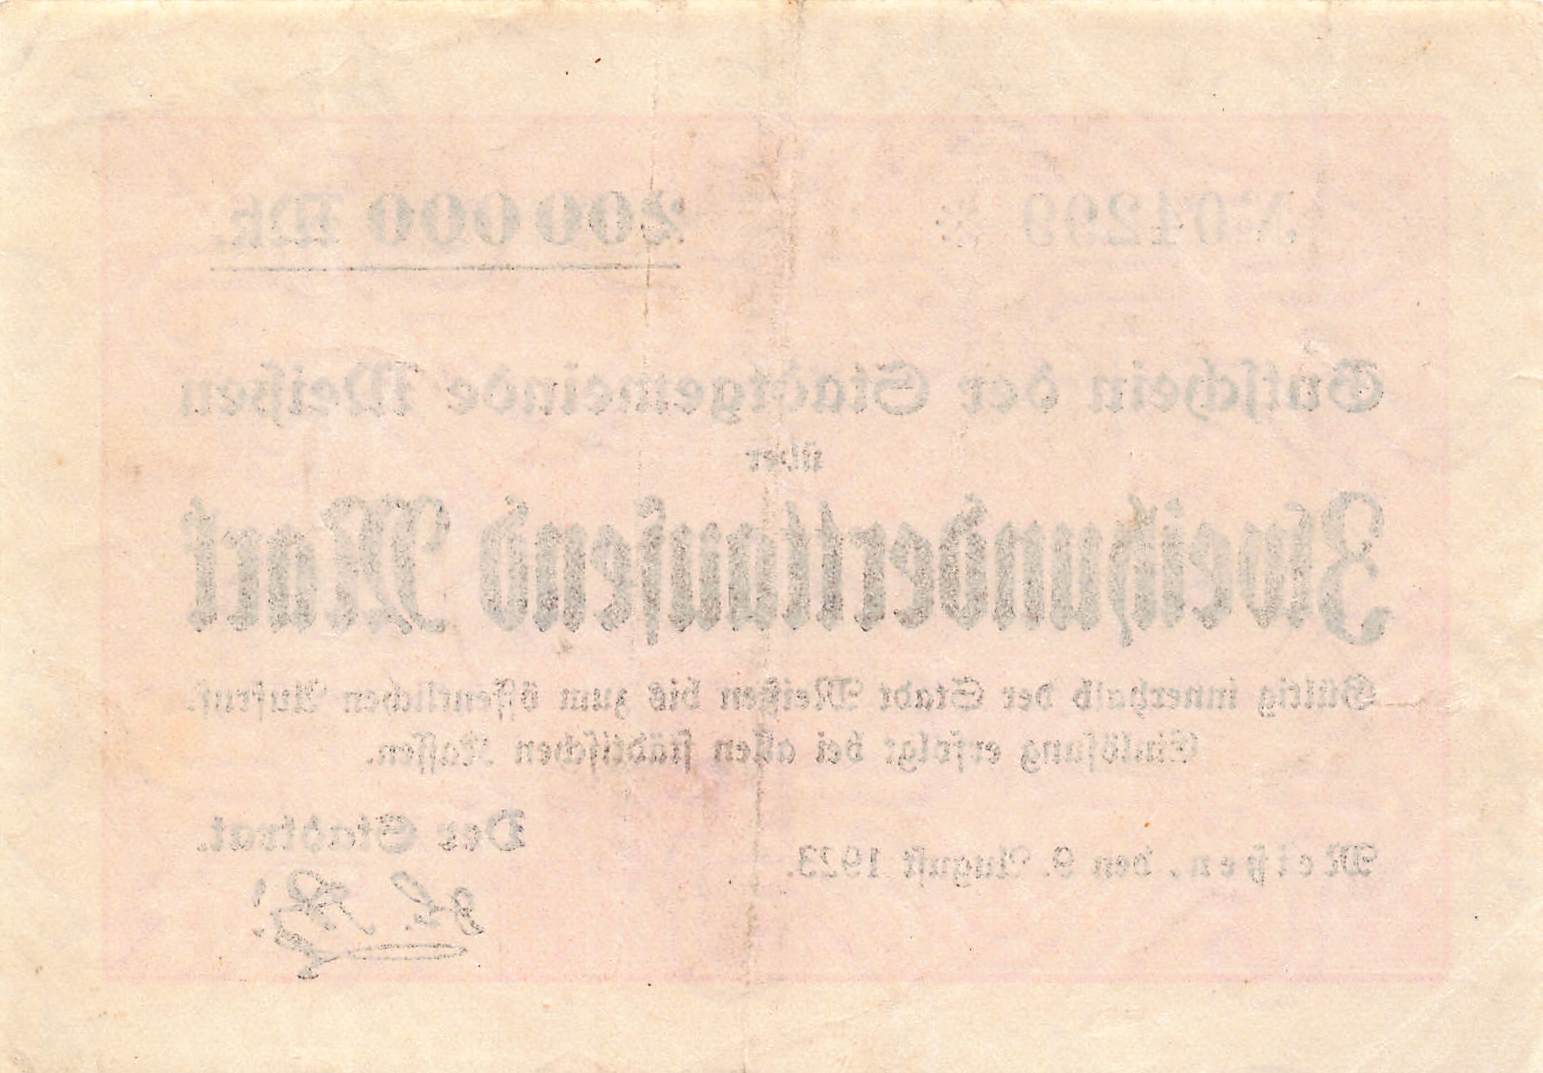 № 04299 * 200 000 Mk.
Gutschein der Stadtgemeinde Meißen
über
Zweihunderttausend Mark
Gültig innerhalb der Stadt Meißen bis zum öffentlichen Aufruf.
Einlösung erfolgt bei allen städtischen Kassen.
Der Stadtrat.
Meißen, den 9. August 1923.